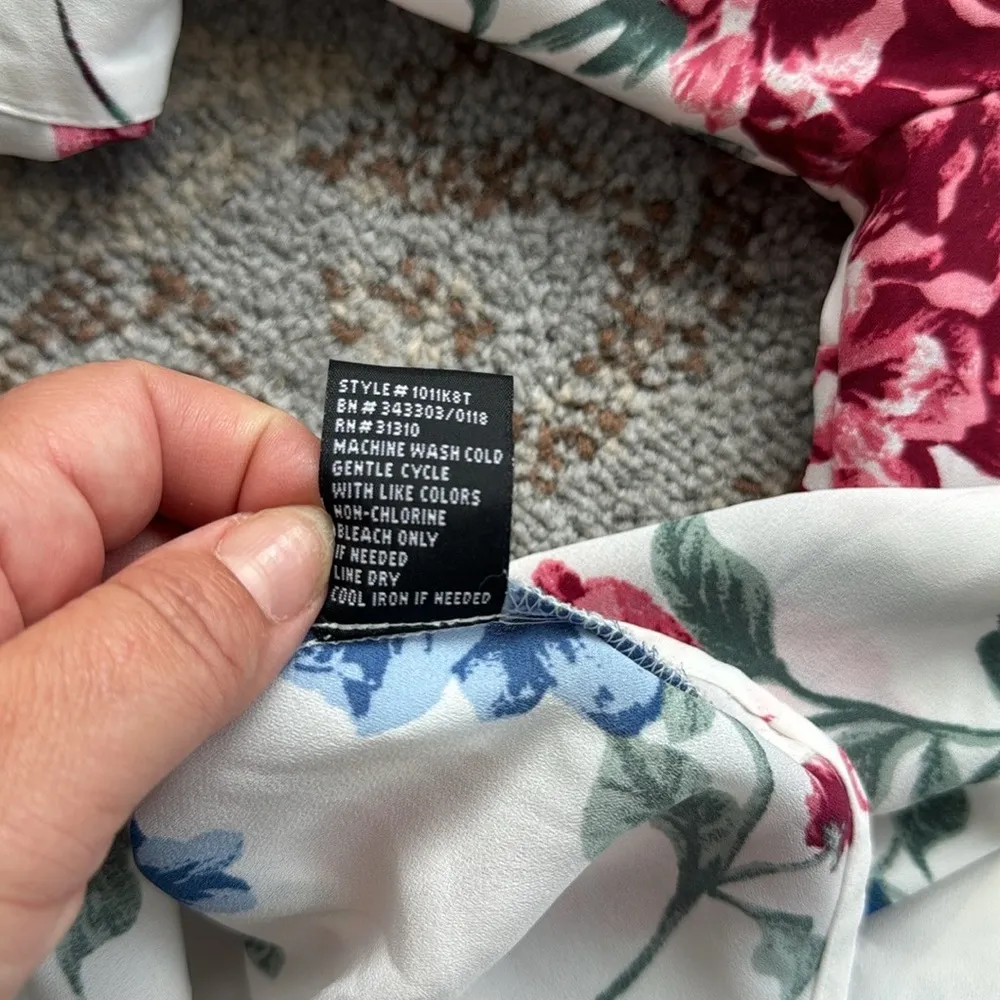 STYLE# 1011K8T
BN# 343303/0118
RN# 31310
MACHINE WASH COLD
GENTLE CYCLE
WITH LIKE COLORS
NON-CHLORINE
BLEACH ONLY
IF NEEDED
LINE DRY
COOL IRON IF NEEDED